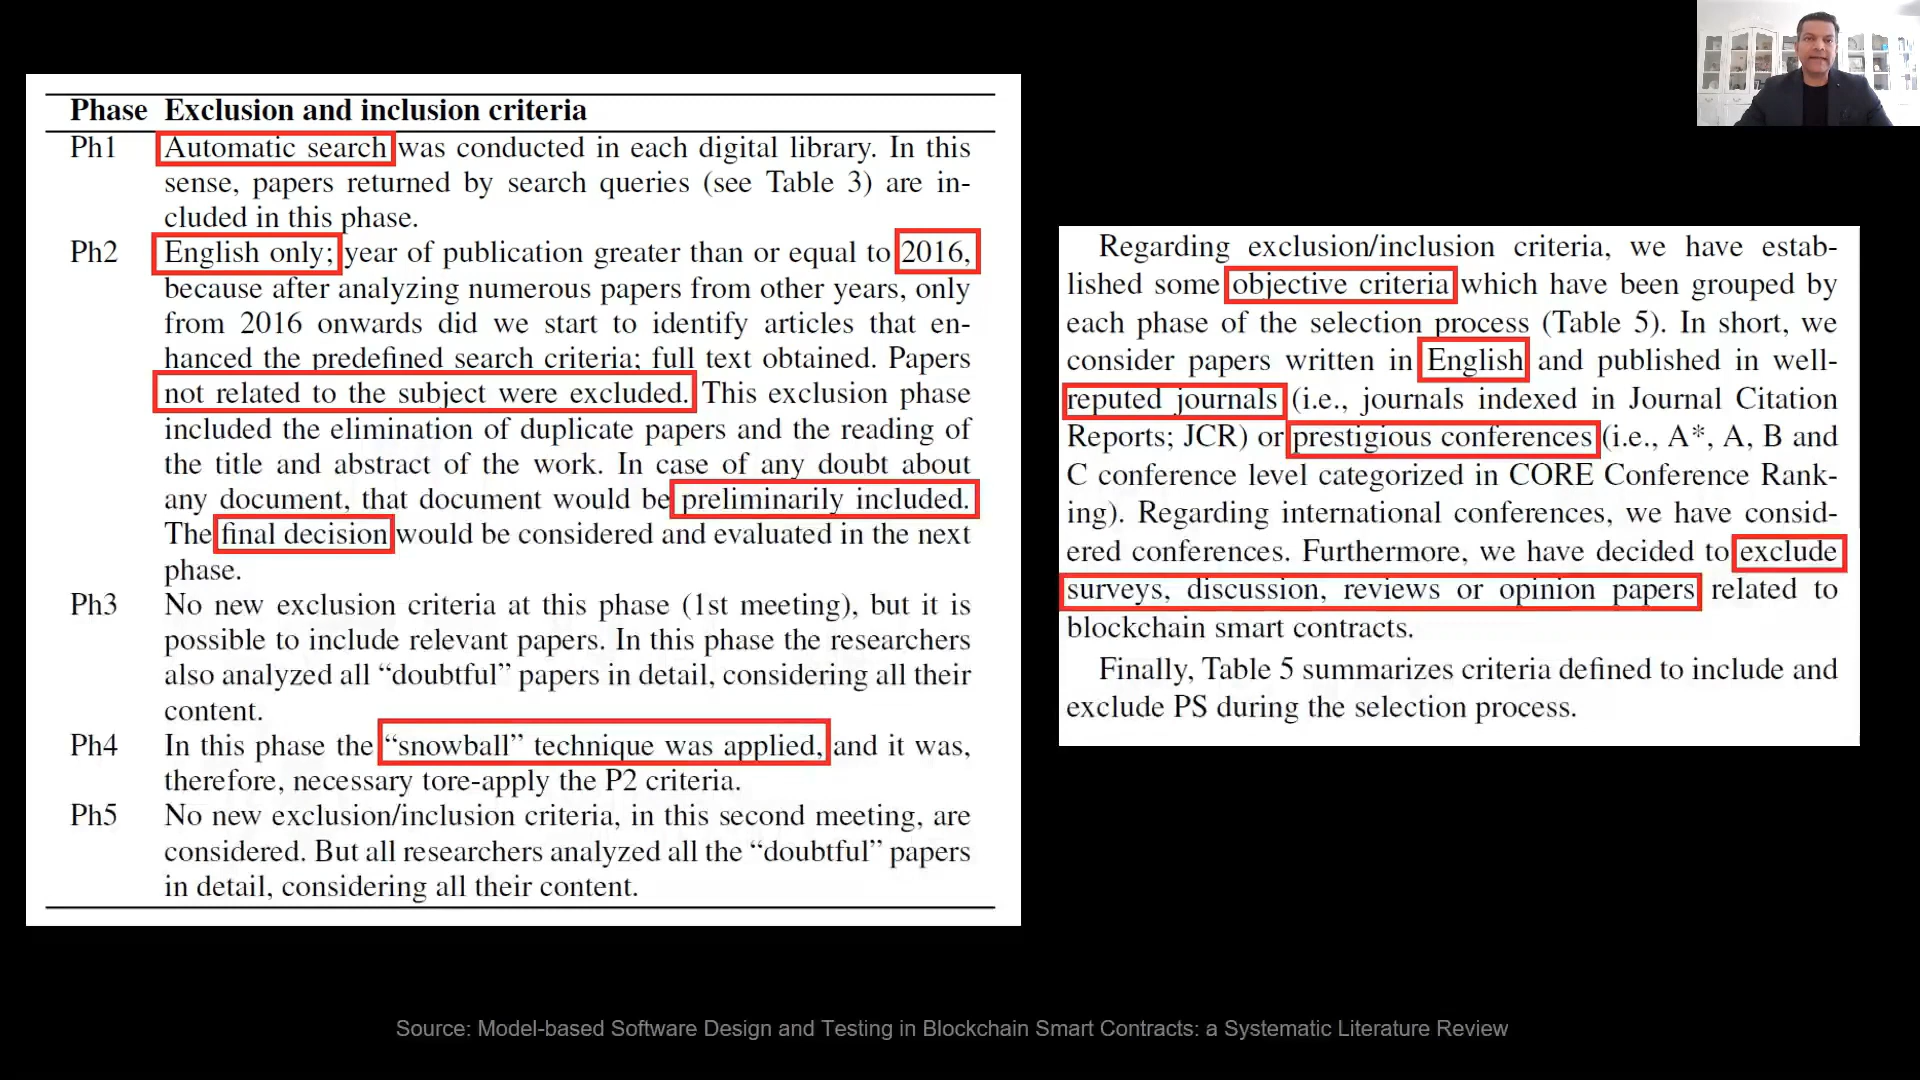 Phase Exclusion and inclusion criteria
Ph1 Automatic search was conducted in each digital library. In this
sense, papers returned by search queries (see Table 3) are in-
cluded in this phase.
Ph2 English only; year of publication greater than or equal to 2016,
because after analyzing numerous papers from other years, only
from 2016 onwards did we start to identify articles that en-
hanced the predefined search criteria; full text obtained. Papers
not related to the subject were excluded. This exclusion phase
included the elimination of duplicate papers and the reading of
the title and abstract of the work. In case of any doubt about
any document, that document would be preliminarily included.
The final decision would be considered and evaluated in the next
phase.
Ph3 No new exclusion criteria at this phase (1st meeting), but it is
possible to include relevant papers. In this phase the researchers
also analyzed all “doubtful” papers in detail, considering all their
content.
Ph4 In this phase the “snowball” technique was applied, and it was,
therefore, necessary tore-apply the P2 criteria.
Ph5 No new exclusion/inclusion criteria, in this second meeting, are
considered. But all researchers analyzed all the “doubtful” papers
in detail, considering all their content.
Regarding exclusion/inclusion criteria, we have estab-
lished some objective criteria which have been grouped by
each phase of the selection process (Table 5). In short, we
consider papers written in English and published in well-
reputed journals (i.e., journals indexed in Journal Citation
Reports; JCR) or prestigious conferences (i.e., A*, A, B and
C conference level categorized in CORE Conference Rank-
ing). Regarding international conferences, we have consid-
ered conferences. Furthermore, we have decided to exclude
surveys, discussion, reviews or opinion papers related to
blockchain smart contracts.
Finally, Table 5 summarizes criteria defined to include and
exclude PS during the selection process.
Source: Model-based Software Design and Testing in Blockchain Smart Contracts: a Systematic Literature Review